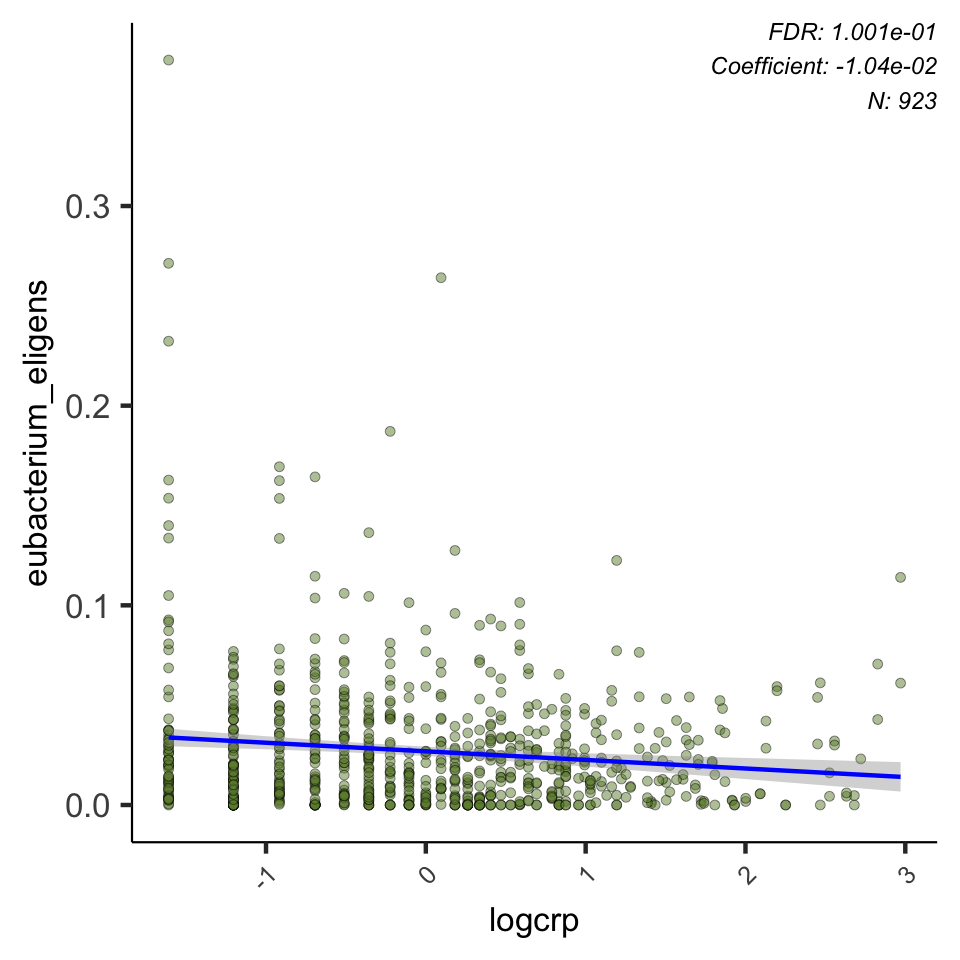 FDR: 1.001e-01
Coefficient: -1.04e-02
N: 923
0.3
0.2
0.1
0.0
eubacterium_eligens
-1
0
1
2
3
logcrp